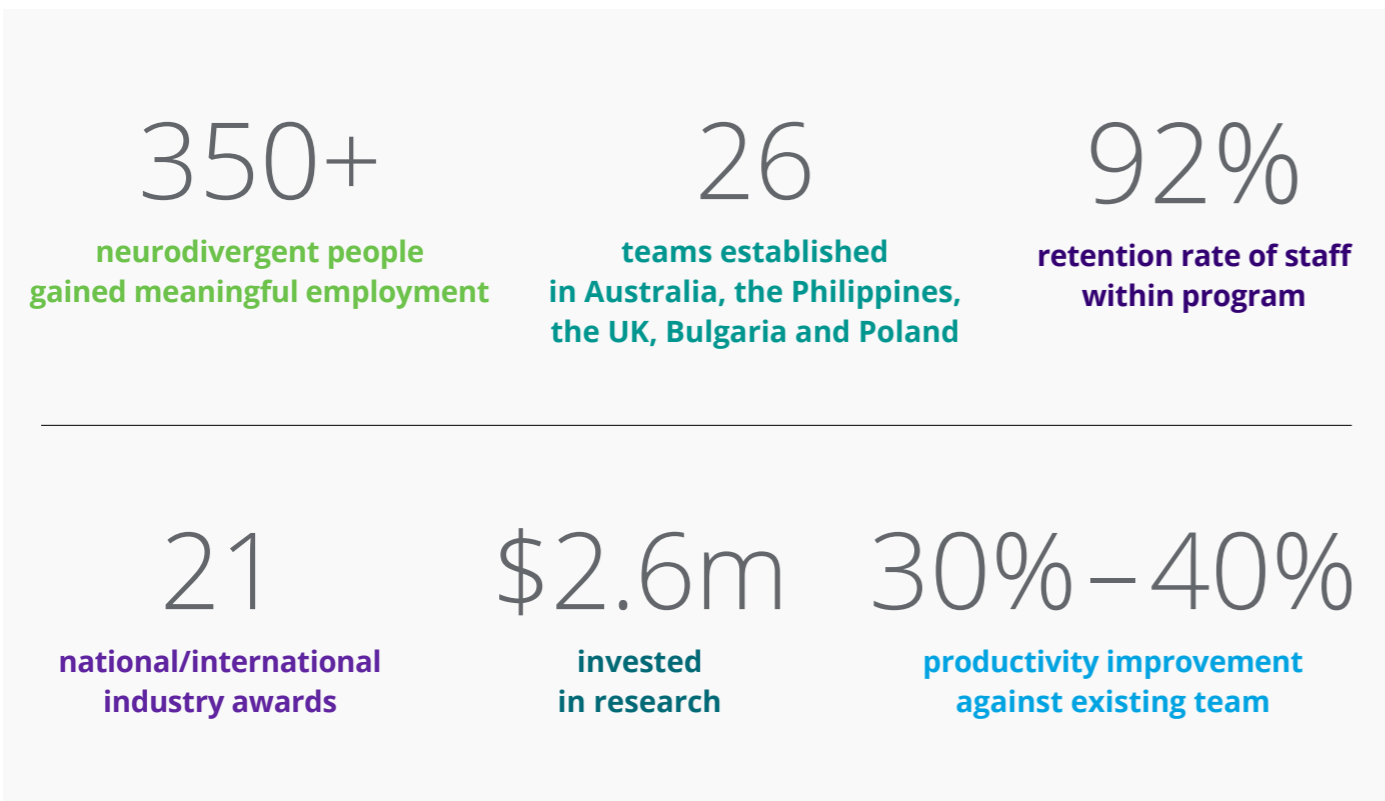 350+
neurodivergent people
gained meaningful employment
26
teams established
in Australia, the Philippines,
the UK, Bulgaria and Poland
92%
retention rate of staff
within program
21
national/international
industry awards
$2.6m
invested
in research
30%–40%
productivity improvement
against existing team